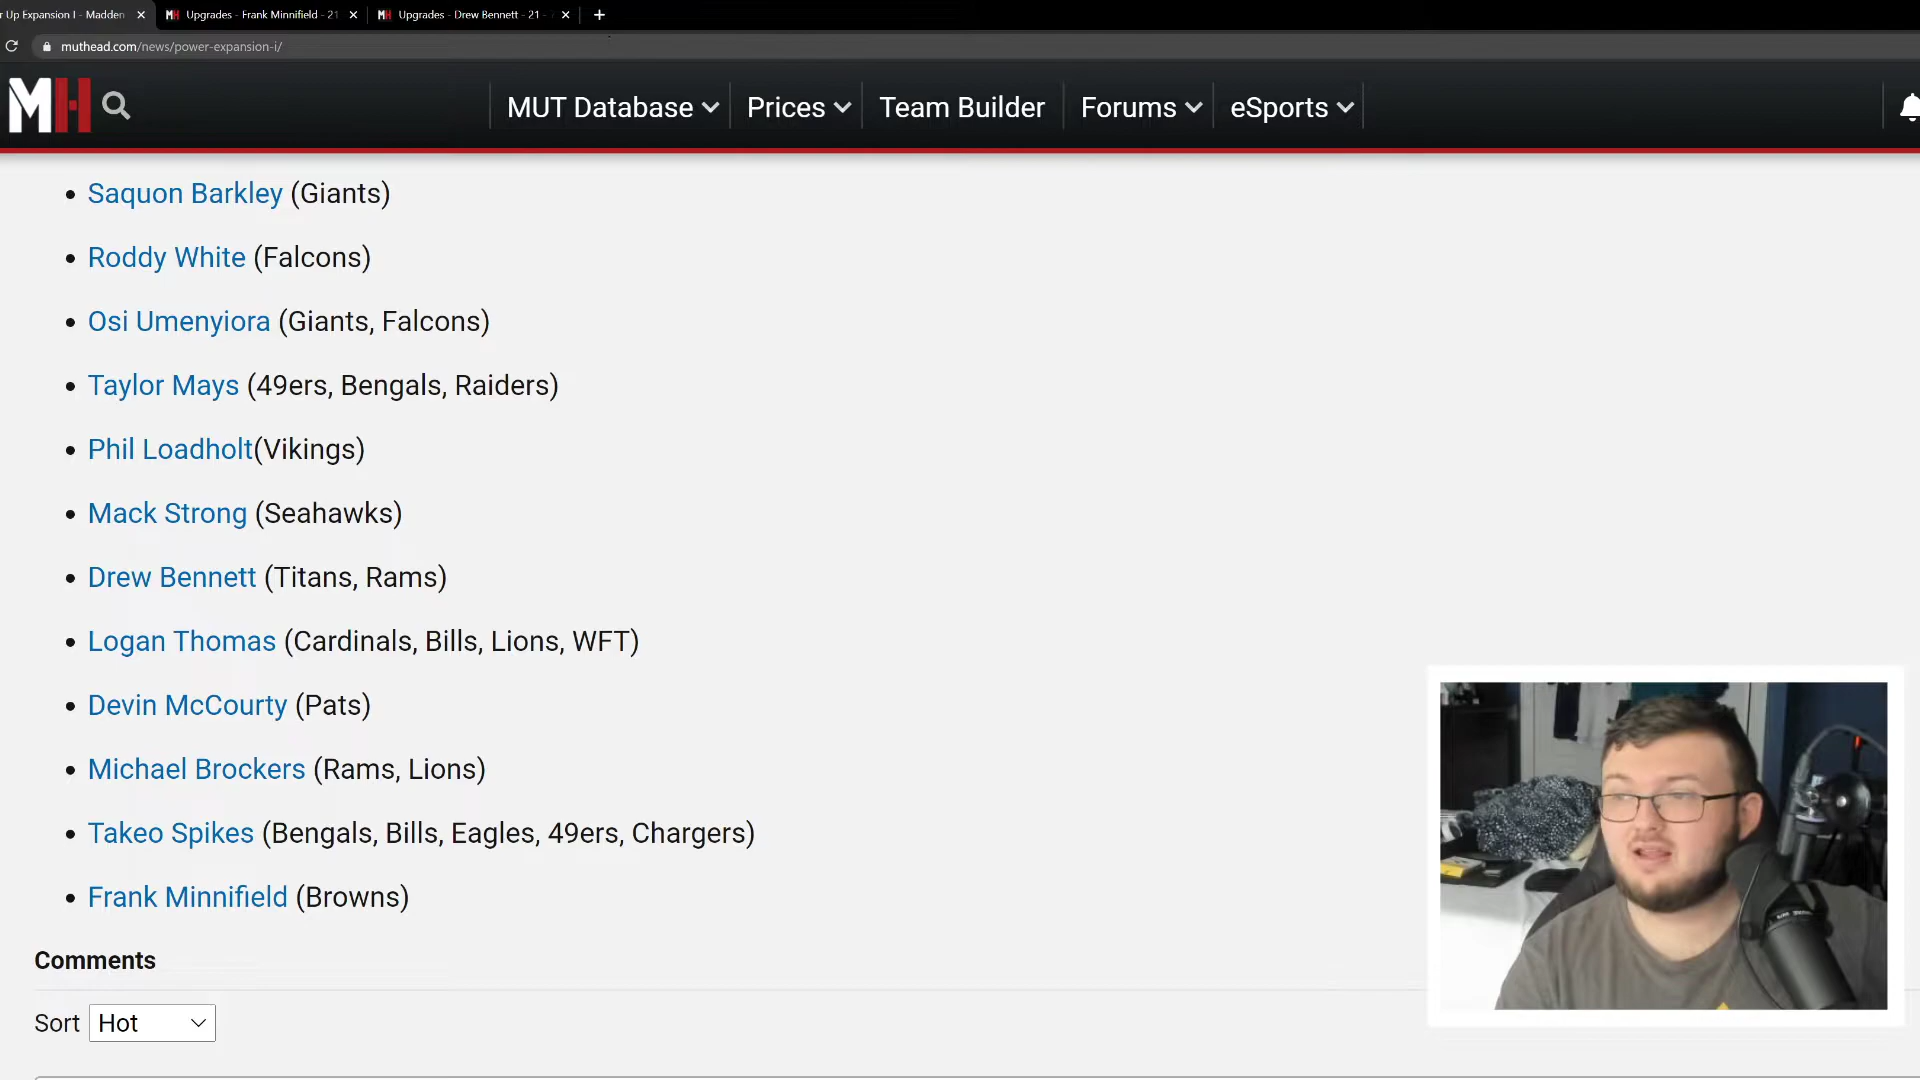 r Up Expansion I - Madden
Upgrades - Frank Minnifield - 21
Upgrades - Drew Bennett - 21 -
muthead.com/news/power-expansion-i/
MH
MUT Database
Prices
Team Builder
Forums
eSports
Saquon Barkley (Giants)
Roddy White (Falcons)
Osi Umenyiora (Giants, Falcons)
Taylor Mays (49ers, Bengals, Raiders)
Phil Loadholt(Vikings)
Mack Strong (Seahawks)
Drew Bennett (Titans, Rams)
Logan Thomas (Cardinals, Bills, Lions, WFT)
Devin McCourty (Pats)
Michael Brockers (Rams, Lions)
Takeo Spikes (Bengals, Bills, Eagles, 49ers, Chargers)
Frank Minnifield (Browns)
Comments
Sort Hot